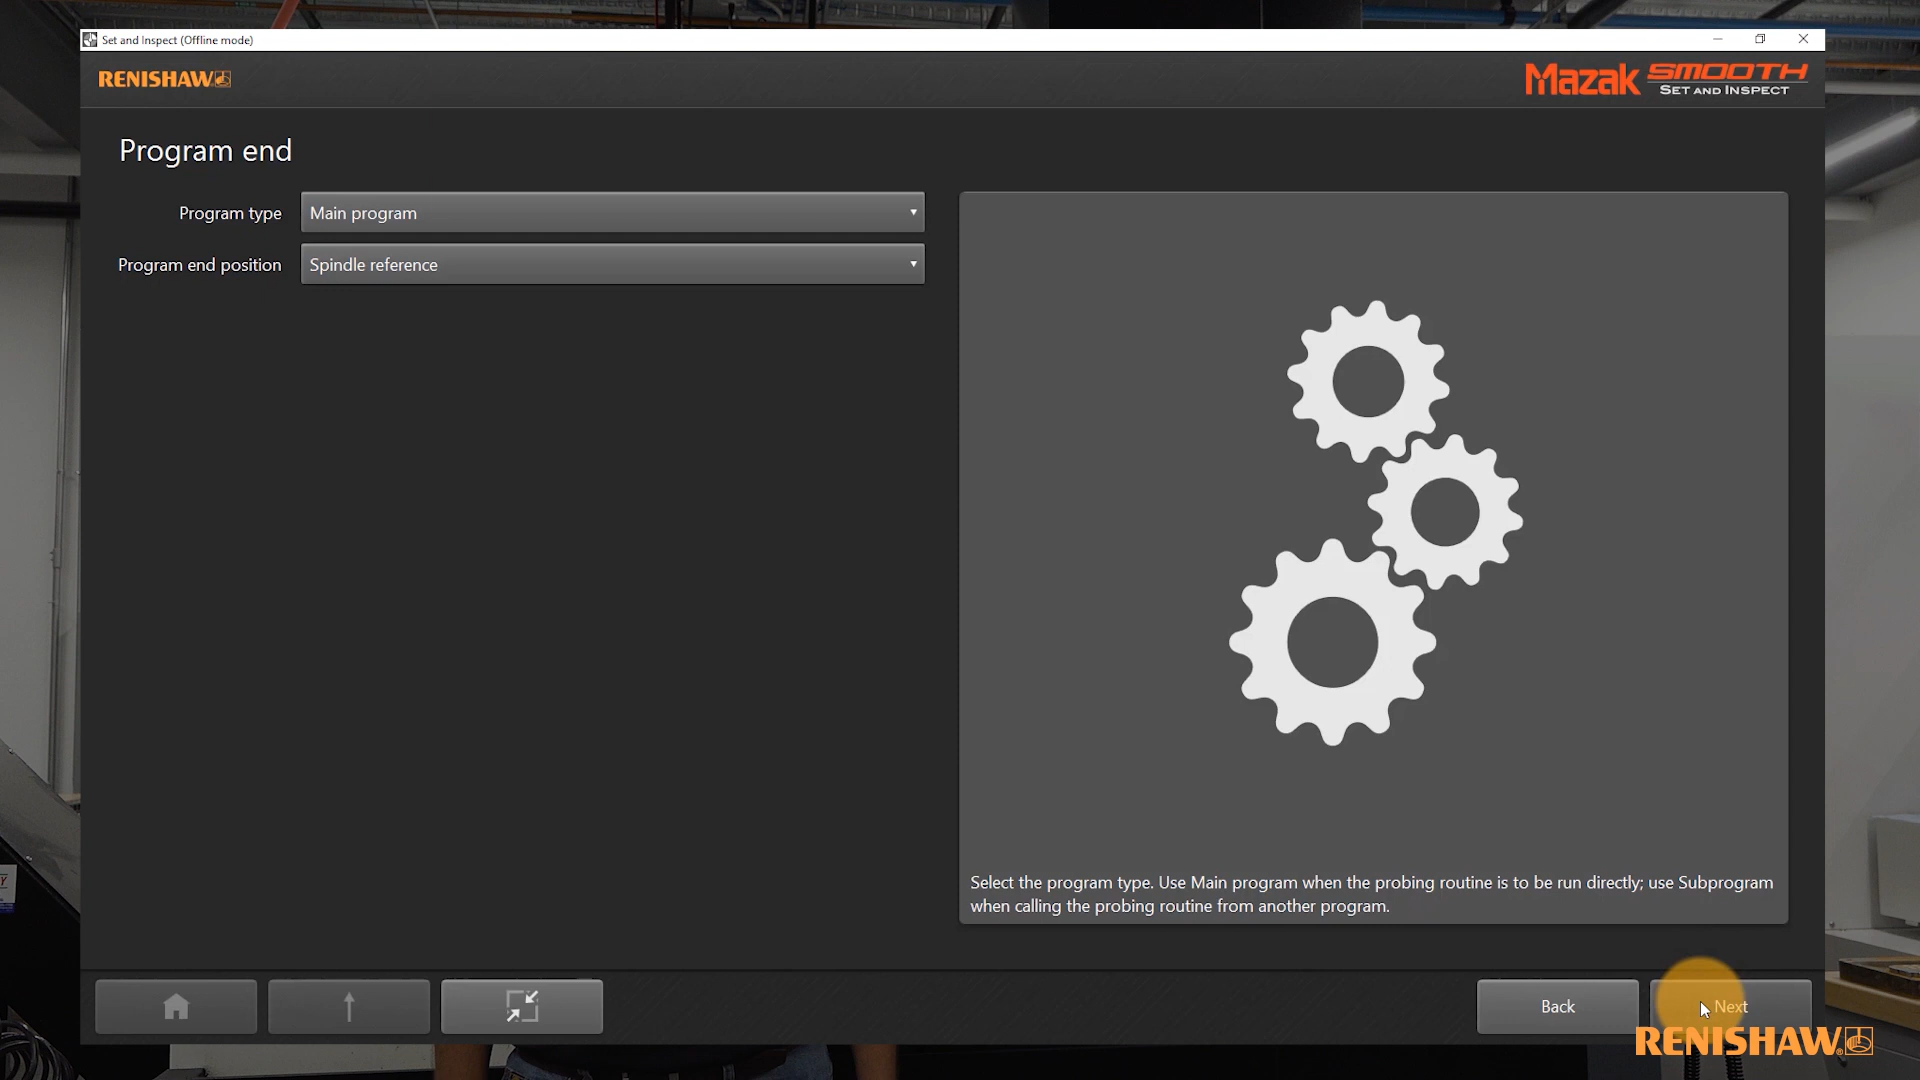 Set and Inspect (Offline mode)
RENISHAW
Mazak SMOOTH
SET AND INSPECT
Program end
Program type
Main program
Program end position
Spindle reference
Select the program type. Use Main program when the probing routine is to be run directly; use Subprogram
when calling the probing routine from another program.
Back
Next
RENISHAW